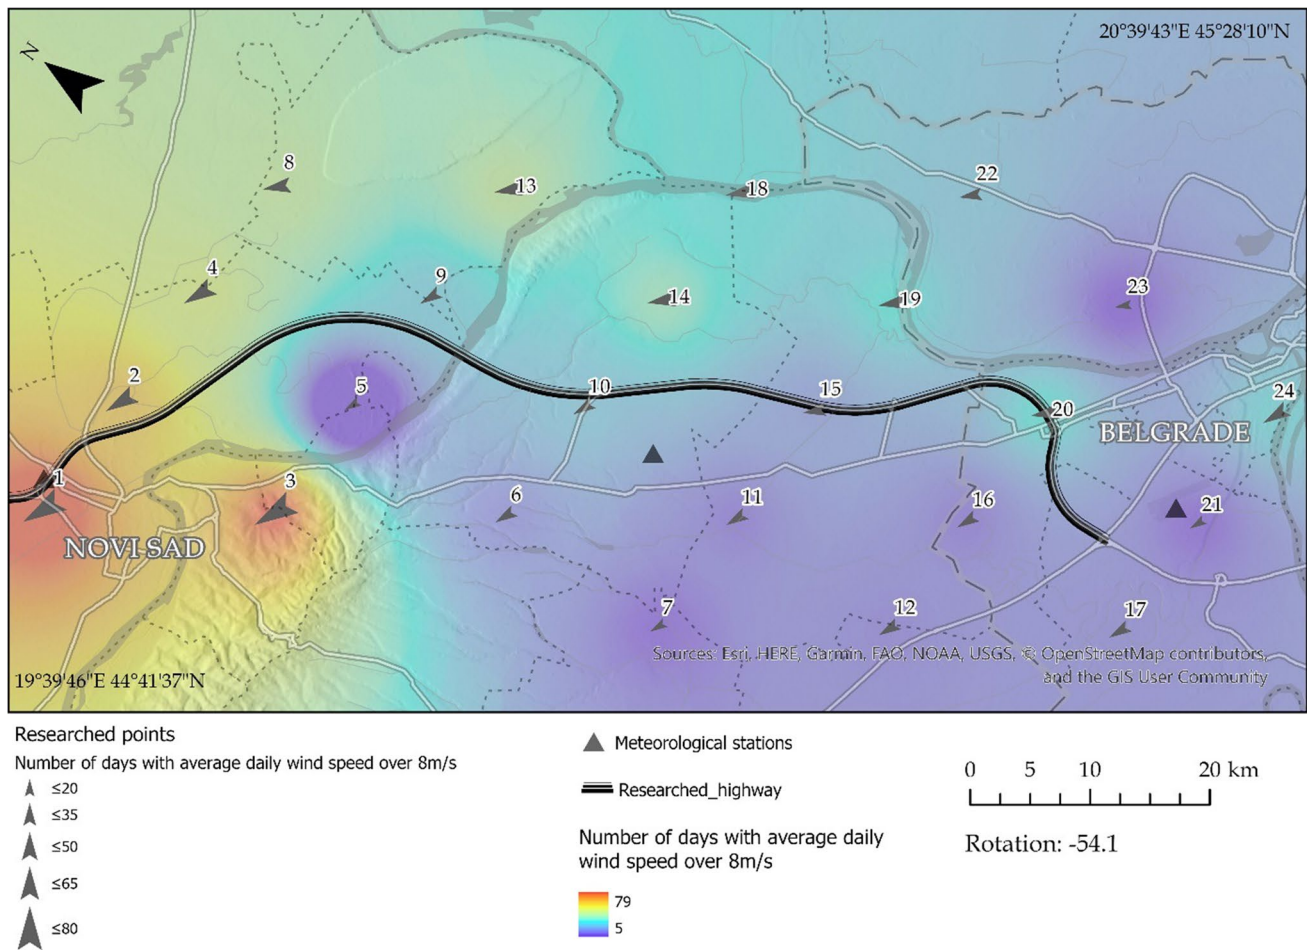 N
20°39'43"E 45°28'10"N
8
13
18
22
4
9
14
19
23
2
5
10
15
20
24
BELGRADE
1
3
6
11
16
21
NOVI SAD
7
12
17
Sources: Esri, HERE, Garmin, FAO, NOAA, USGS, © OpenStreetMap contributors,
and the GIS User Community
19°39'46"E 44°41'37"N
Researched points
Number of days with average daily wind speed over 8m/s
≤20
≤35
≤50
≤65
≤80
Meteorological stations
Researched_highway
Number of days with average daily
wind speed over 8m/s
79
5
0 5 10 20 km
Rotation: -54.1